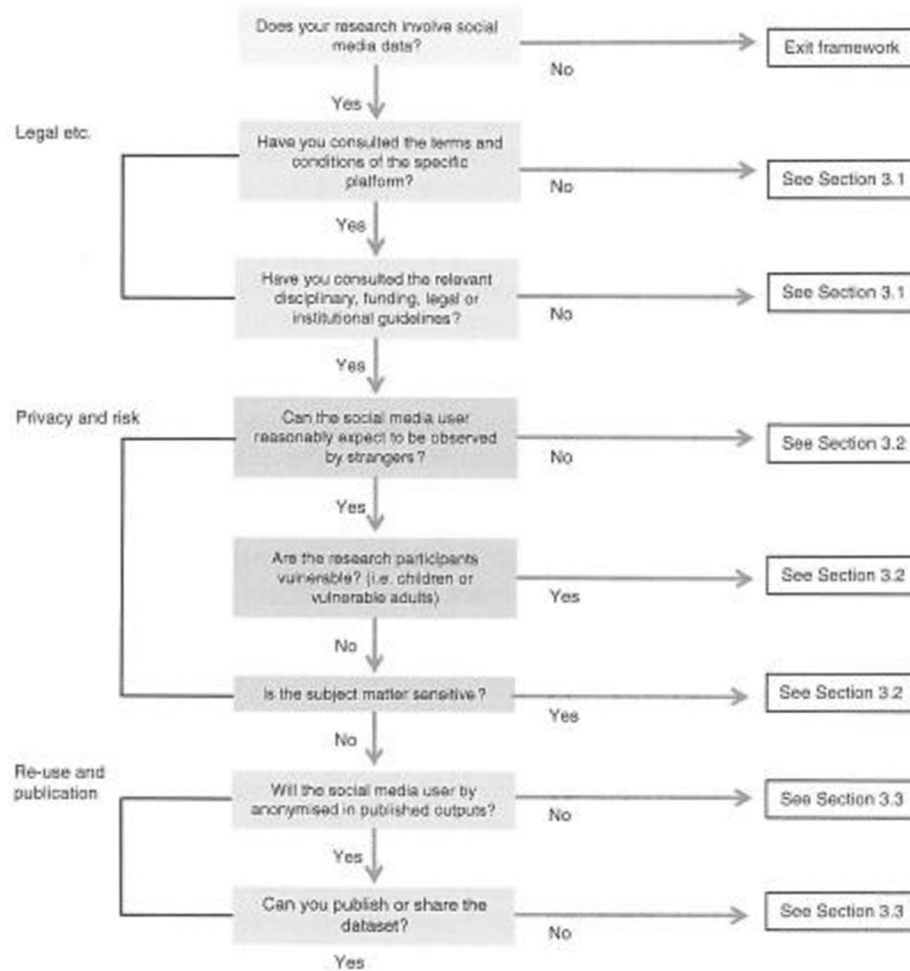 Does your research involve social
media data?
No
Exit framework
Yes
Legal etc.
Have you consulted the terms and
conditions of the specific
platform?
No
See Section 3.1
Yes
Have you consulted the relevant
disciplinary, funding, legal or
institutional guidelines?
No
See Section 3.1
Yes
Privacy and risk
Can the social media user
reasonably expect to be observed
by strangers?
No
See Section 3.2
Yes
Are the research participants
vulnerable? (i.e. children or
vulnerable adults)
Yes
See Section 3.2
No
Is the subject matter sensitive?
Yes
See Section 3.2
No
Re-use and
publication
Will the social media user by
anonymised in published outputs?
No
See Section 3.3
Yes
Can you publish or share the
dataset?
No
See Section 3.3
Yes